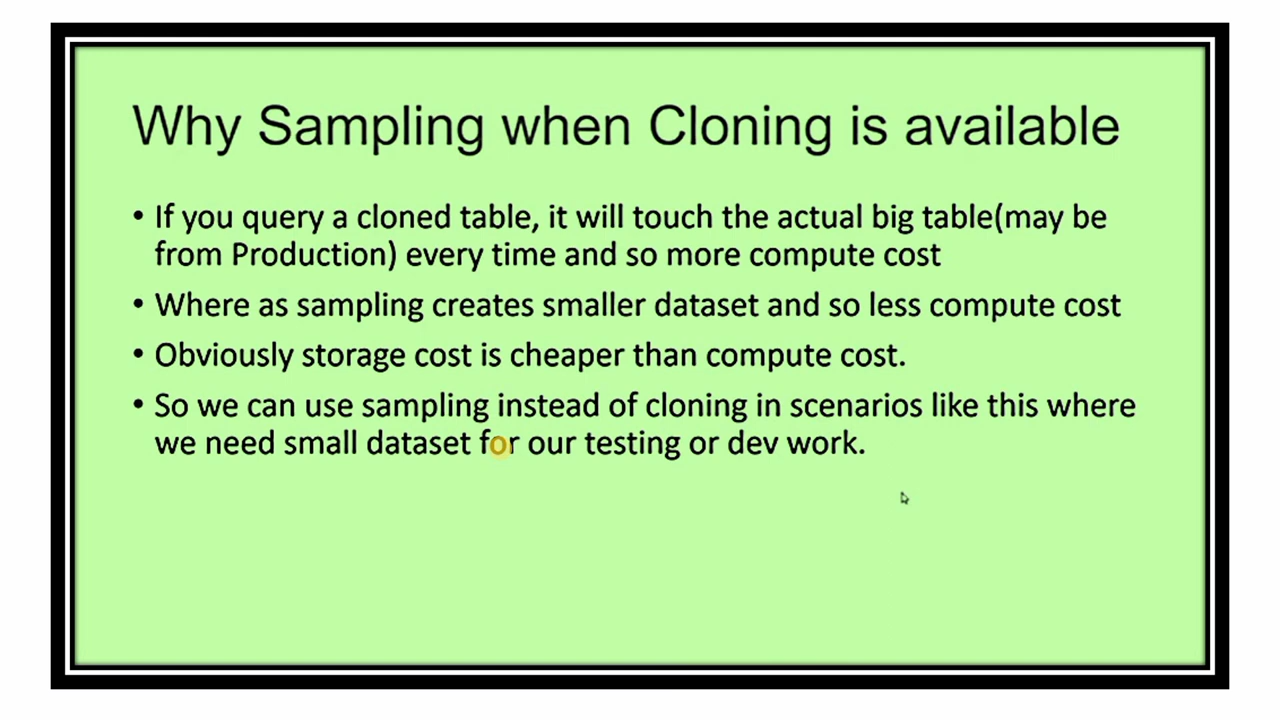 Why Sampling when Cloning is available
• If you query a cloned table, it will touch the actual big table(may be
from Production) every time and so more compute cost
• Where as sampling creates smaller dataset and so less compute cost
• Obviously storage cost is cheaper than compute cost.
• So we can use sampling instead of cloning in scenarios like this where
we need small dataset for our testing or dev work.